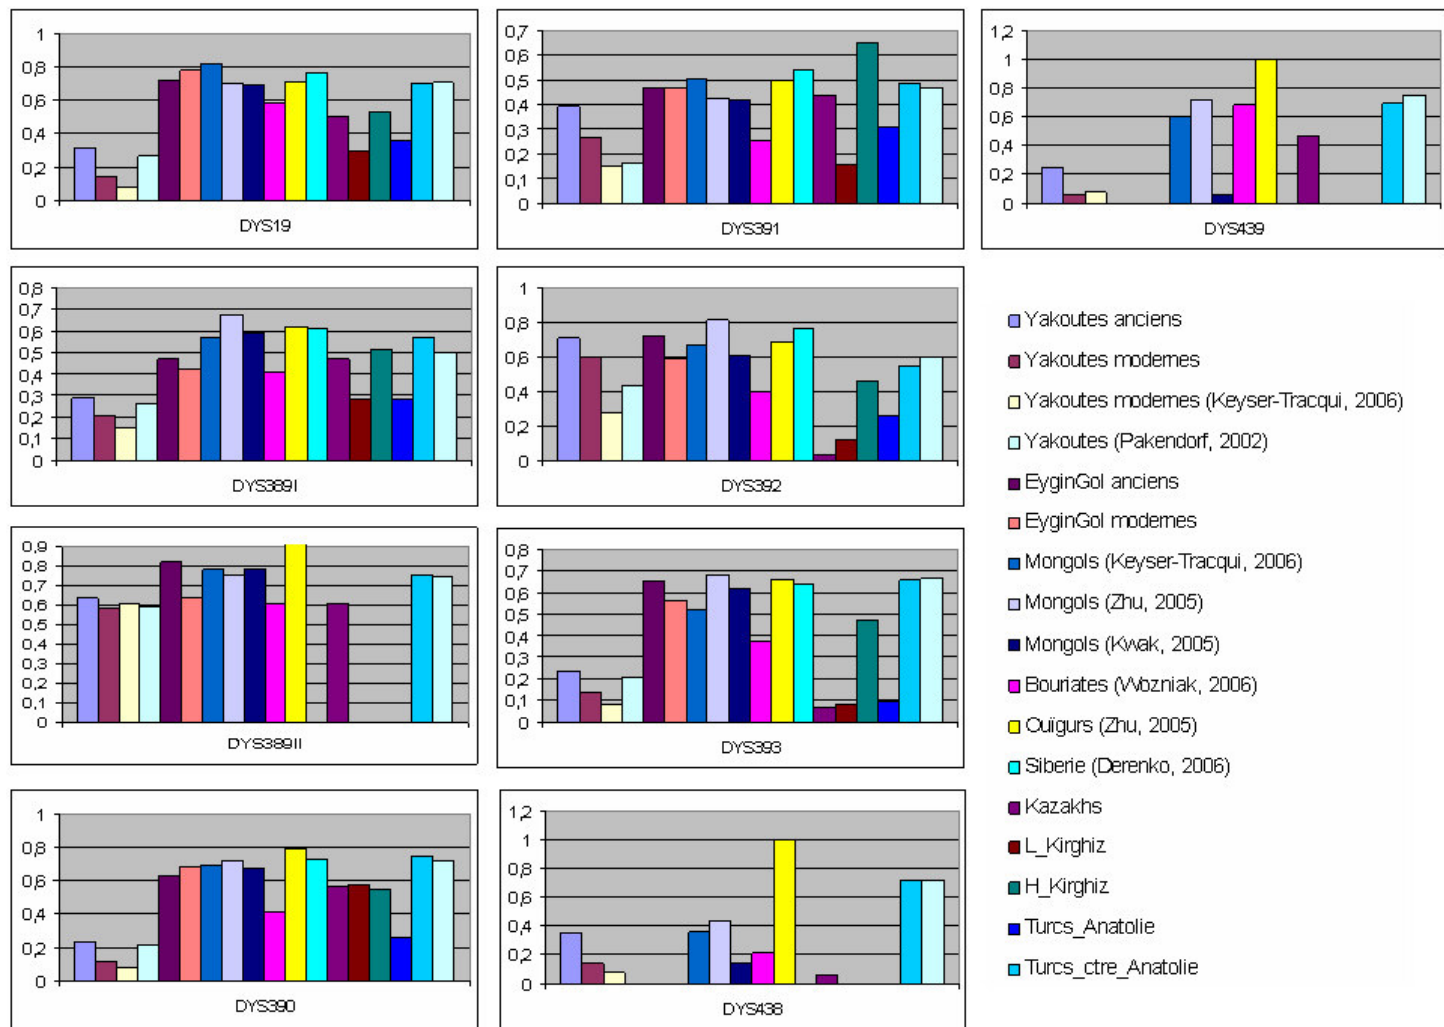 1
0,8
0,6
0,4
0,2
0
DYS19
0,7
0,6
0,5
0,4
0,3
0,2
0,1
0
DYS391
1,2
1
0,8
0,6
0,4
0,2
0
DYS439
0,8
0,7
0,6
0,5
0,4
0,3
0,2
0,1
0
DYS389I
1
0,8
0,6
0,4
0,2
0
DYS392
0,9
0,8
0,7
0,6
0,5
0,4
0,3
0,2
0,1
0
DYS389II
0,8
0,7
0,6
0,5
0,4
0,3
0,2
0,1
0
DYS393
1
0,8
0,6
0,4
0,2
0
DYS390
1,2
1
0,8
0,6
0,4
0,2
0
DYS438
Yakoutes anciens
Yakoutes modernes
Yakoutes modernes (Keyser-Tracqui, 2006)
Yakoutes (Pakendorf, 2002)
EyginGol anciens
EyginGol modernes
Mongols (Keyser-Tracqui, 2006)
Mongols (Zhu, 2005)
Mongols (Kwak, 2005)
Bouriates (Wozniak, 2006)
Ouïgurs (Zhu, 2005)
Siberie (Derenko, 2006)
Kazakhs
L_Kirghiz
H_Kirghiz
Turcs_Anatolie
Turcs_ctre_Anatolie